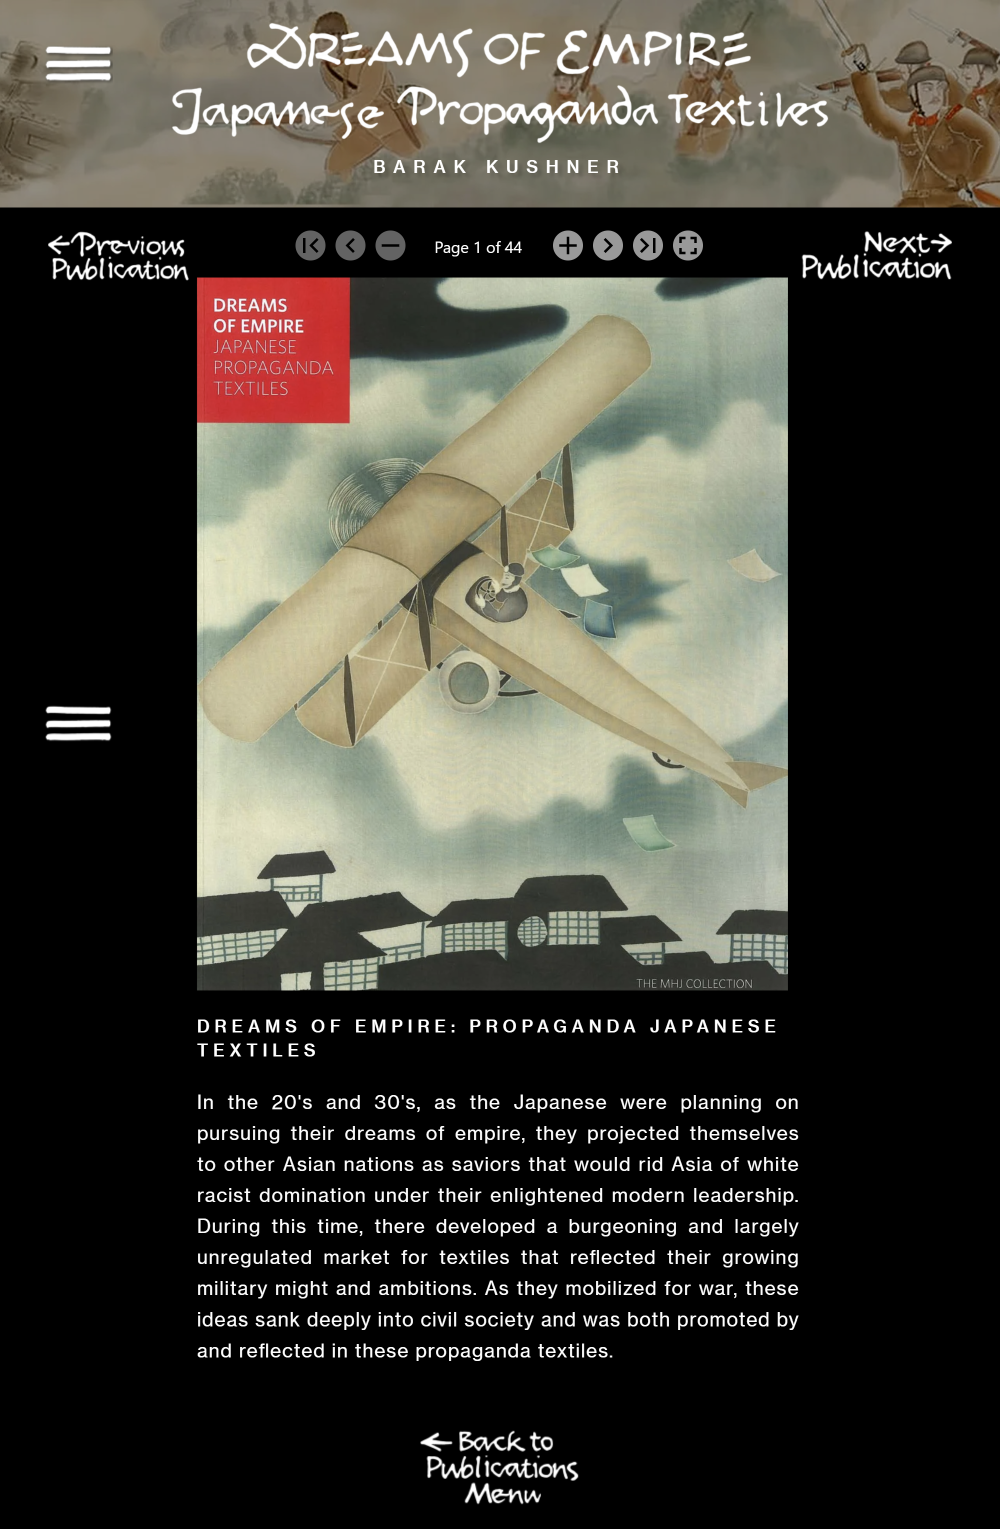 DREAMS OF EMPIRE
Japanese Propaganda Textiles
BARAK KUSHNER
←Previous
Publication
Page 1 of 44
Next→
Publication
DREAMS
OF EMPIRE
JAPANESE
PROPAGANDA
TEXTILES
THE MHJ COLLECTION
DREAMS OF EMPIRE: PROPAGANDA JAPANESE
TEXTILES
In the 20's and 30's, as the Japanese were planning on
pursuing their dreams of empire, they projected themselves
to other Asian nations as saviors that would rid Asia of white
racist domination under their enlightened modern leadership.
During this time, there developed a burgeoning and largely
unregulated market for textiles that reflected their growing
military might and ambitions. As they mobilized for war, these
ideas sank deeply into civil society and was both promoted by
and reflected in these propaganda textiles.
←Back to
Publications
Menu